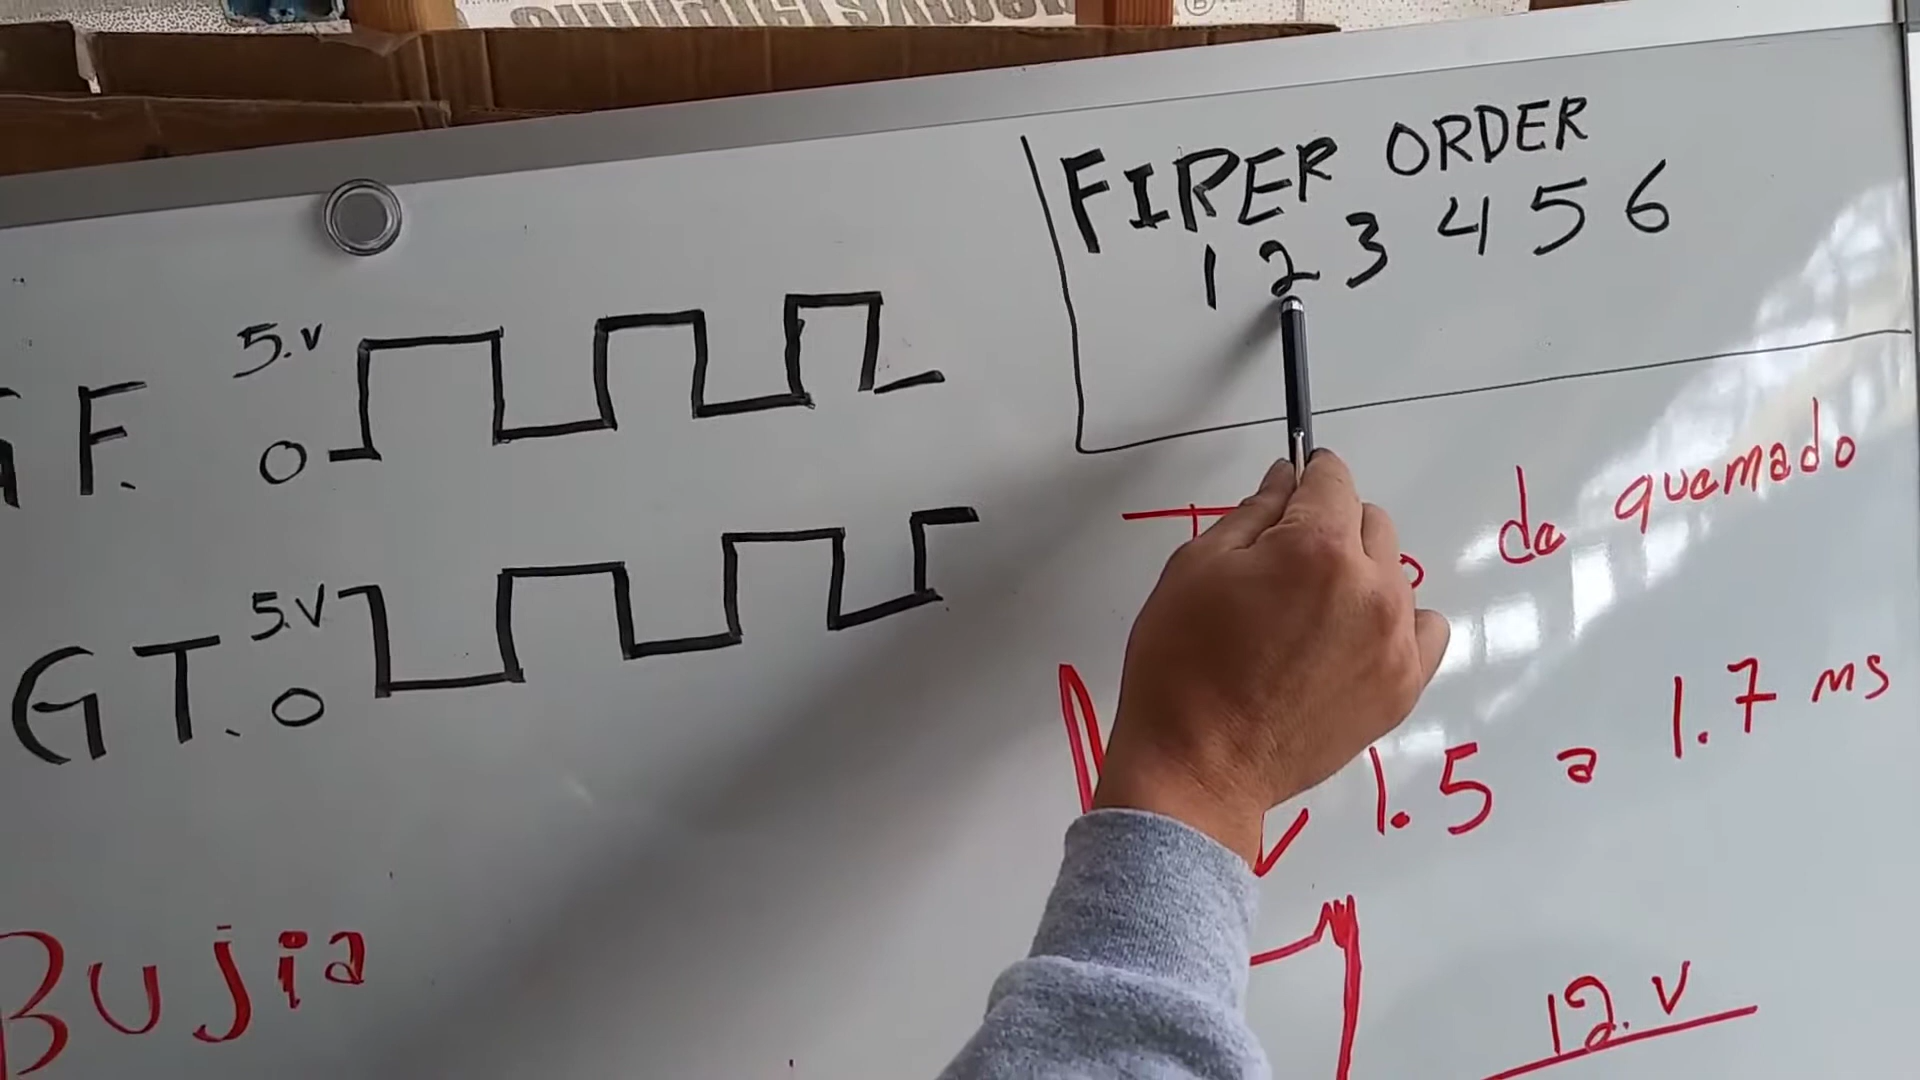 FIRER ORDER
1 2 3 4 5 6
5.V
F.
0
de quemado
5.V
GT.
0
1.5 a 1.7 ms
Bujia
12.V